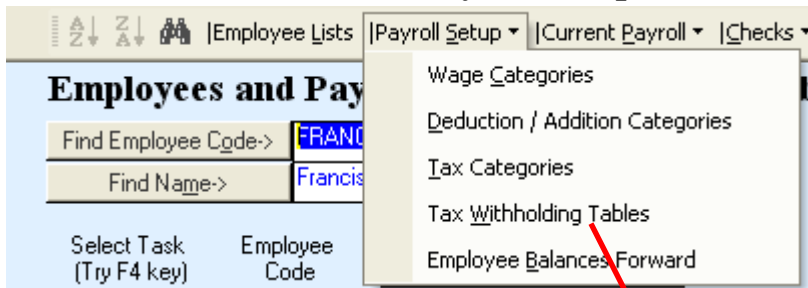 |Employee Lists |Payroll Setup |Current Payroll |Checks
Wage Categories
Employees and Pay
Deduction / Addition Categories
Find Employee Code-> FRANC
Tax Categories
Find Name-> Francis
Tax Withholding Tables
Select Task Employee
(Try F4 key) Code
Employee Balances Forward